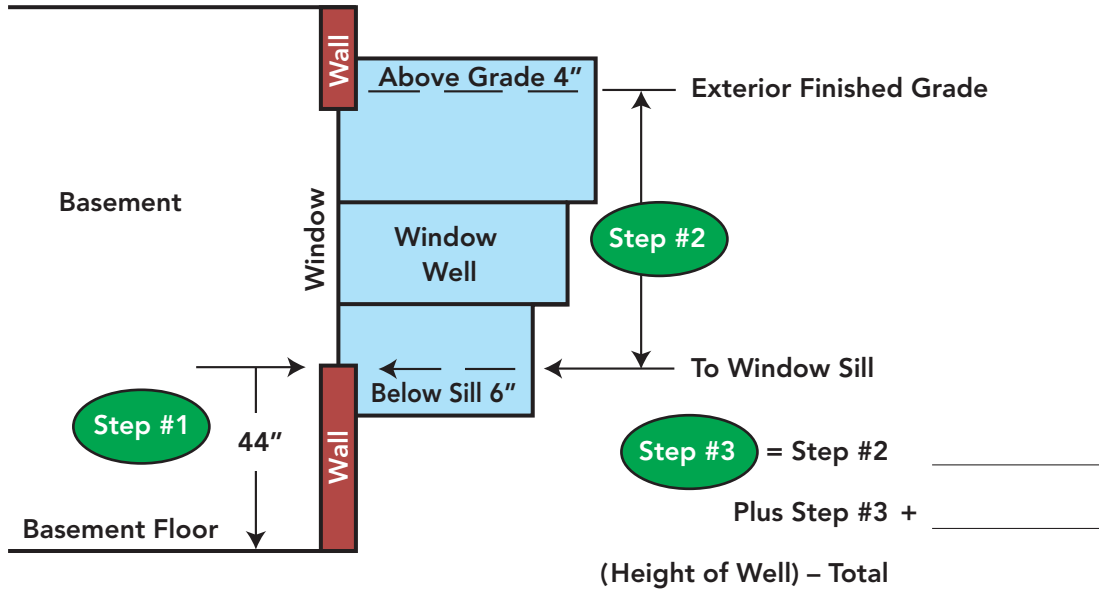 Wall
Above Grade 4”
Exterior Finished Grade
Basement
Window
Window
Well
Step #2
To Window Sill
Below Sill 6”
Step #1
44”
Wall
Step #3 = Step #2
Plus Step #3 +
Basement Floor
(Height of Well) – Total